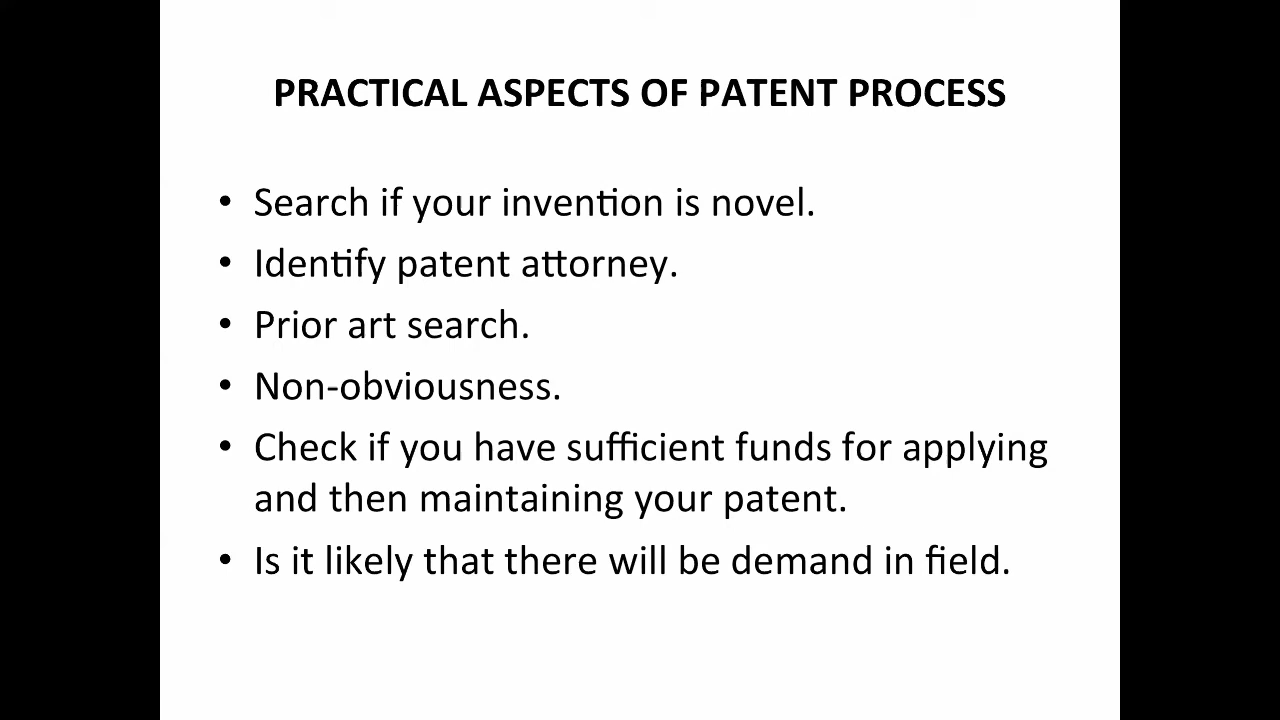 PRACTICAL ASPECTS OF PATENT PROCESS
• Search if your invention is novel.
• Identify patent attorney.
• Prior art search.
• Non-obviousness.
• Check if you have sufficient funds for applying
and then maintaining your patent.
• Is it likely that there will be demand in field.